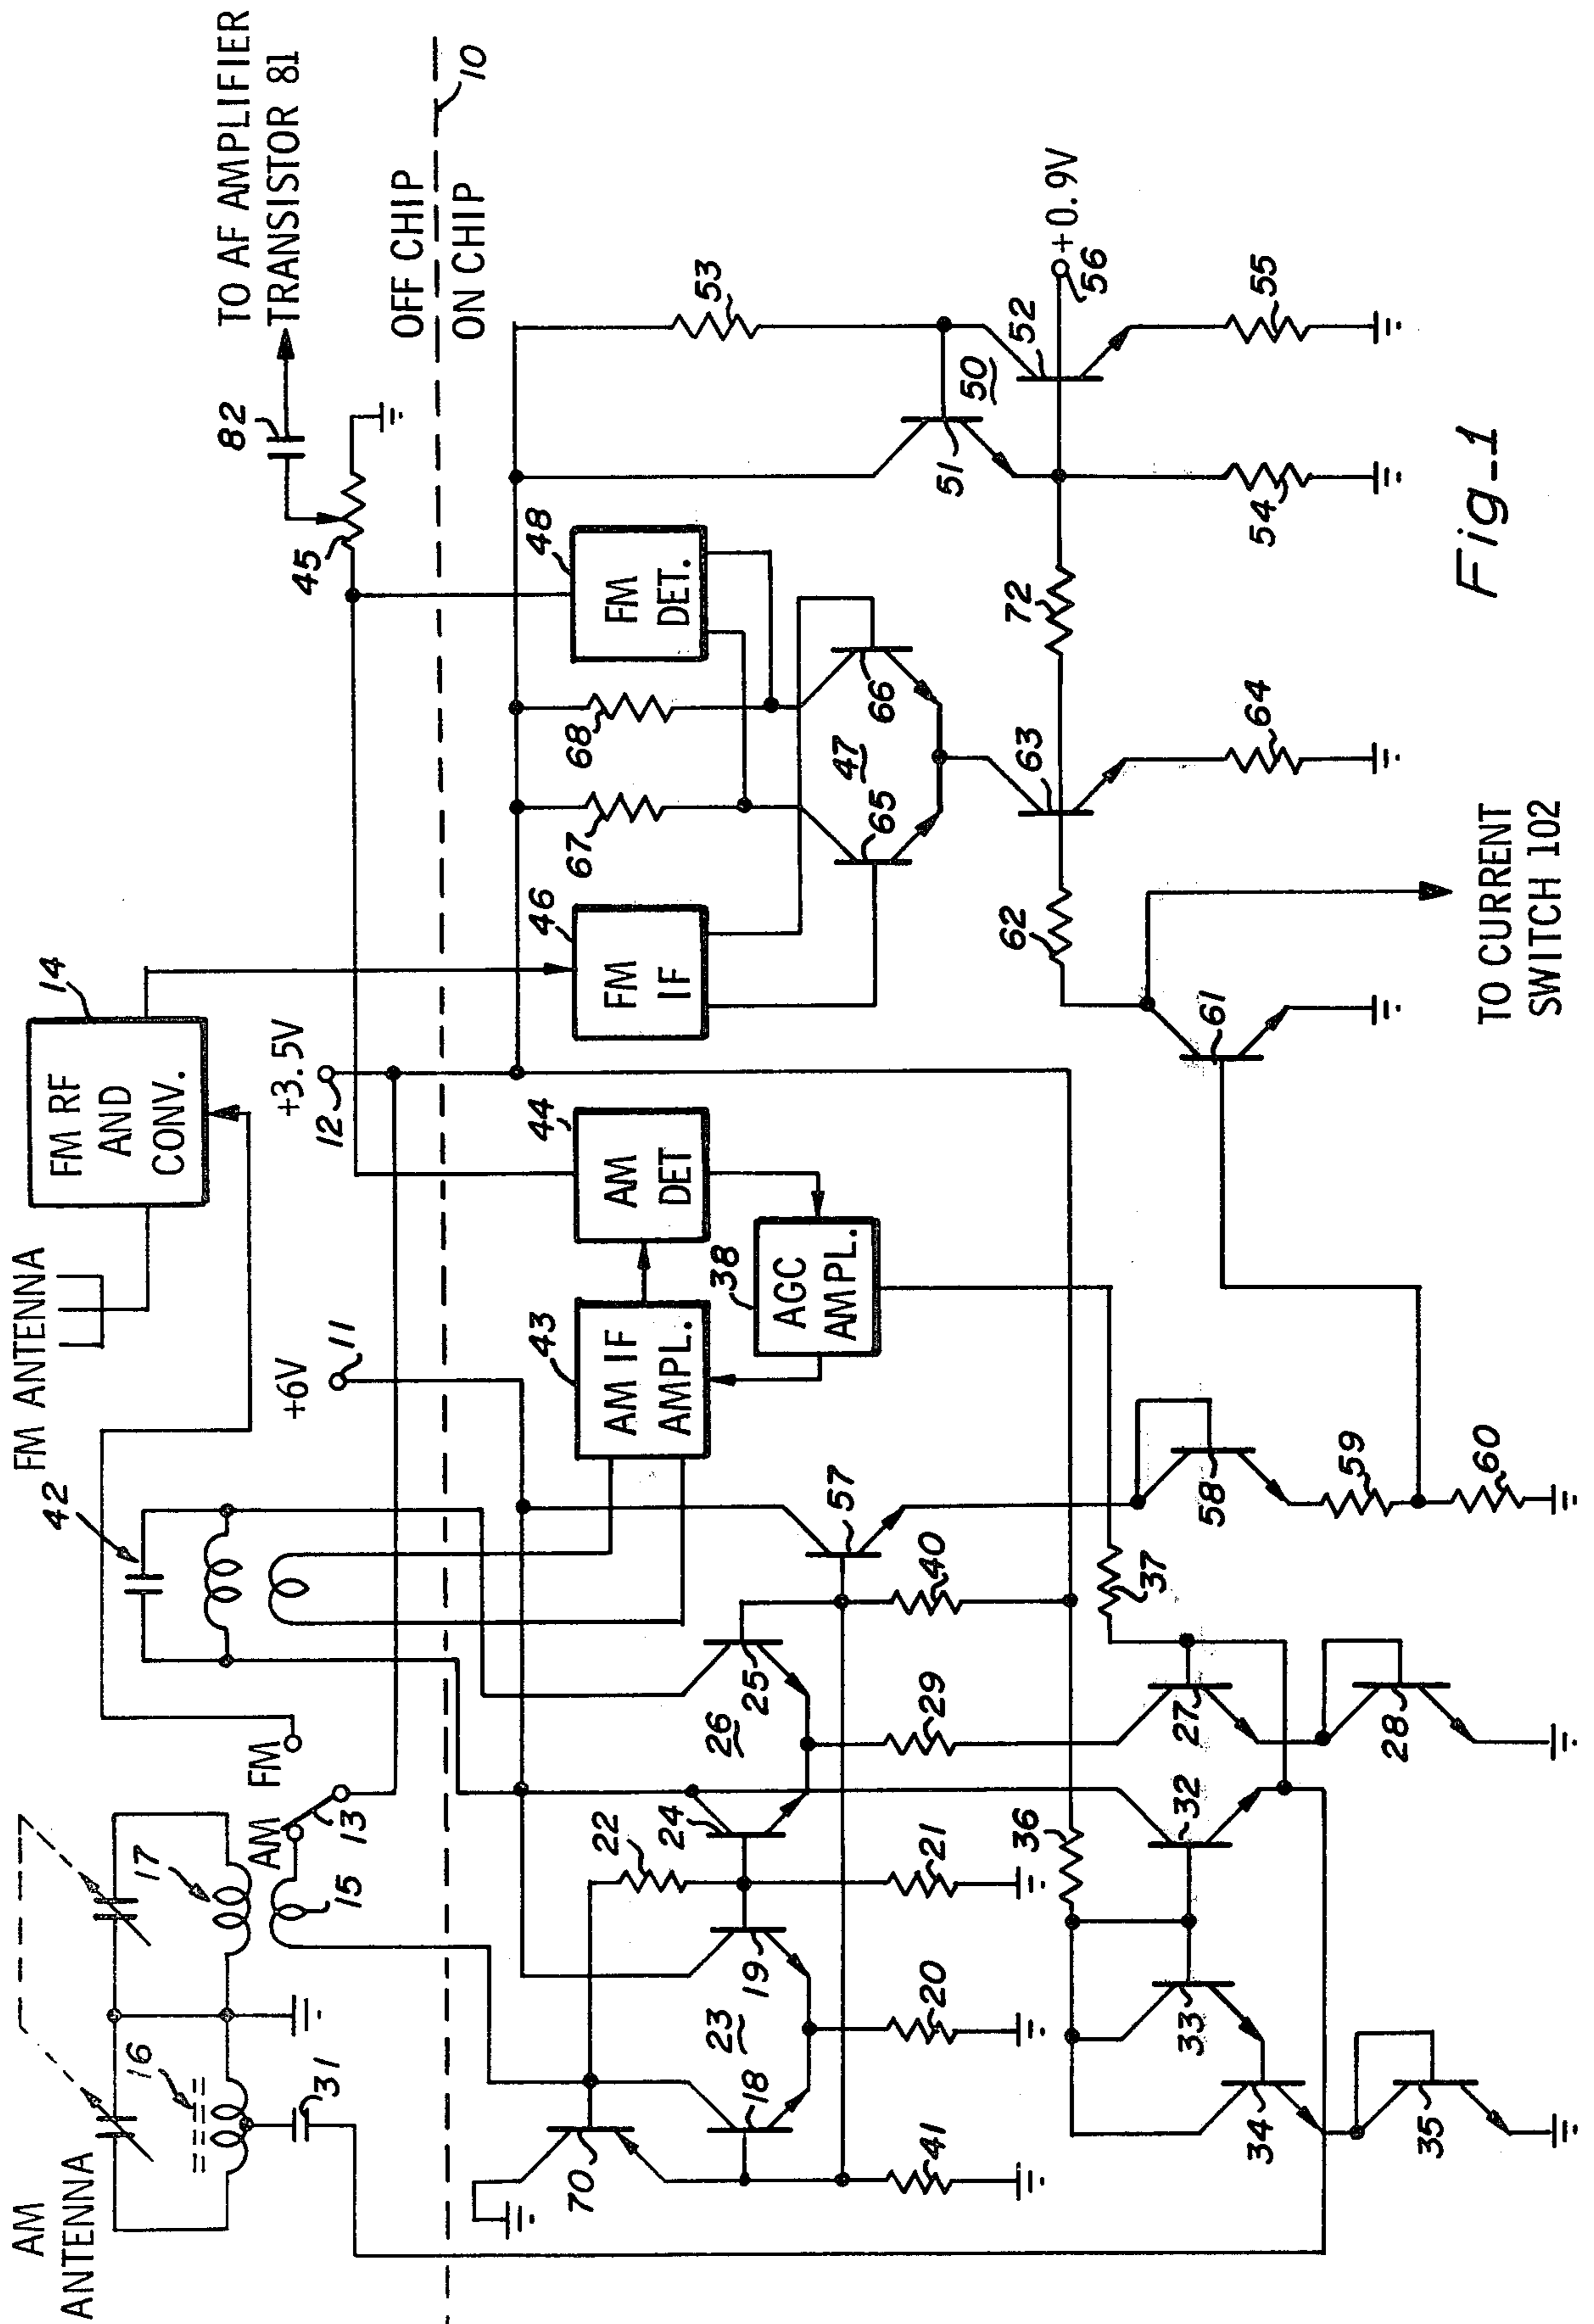 AM
ANTENNA
16
17
31
15
AM
FM
13
42
FM ANTENNA
FM RF
AND
CONV.
14
+6V
11
+3.5V
12
45
82
TO AF AMPLIFIER
TRANSISTOR 81
OFF CHIP
ON CHIP
10
70
18
23
19
20
41
22
21
24
26
25
29
40
57
43
AM IF
AMPL.
44
AM
DET
38
AGC
AMPL.
46
FM
IF
67
68
48
FM
DET.
65
47
66
53
51
50
52
+0.9V
56
54
55
72
63
64
62
61
36
33
32
34
35
27
28
37
58
59
60
TO CURRENT
SWITCH 102
Fig_1